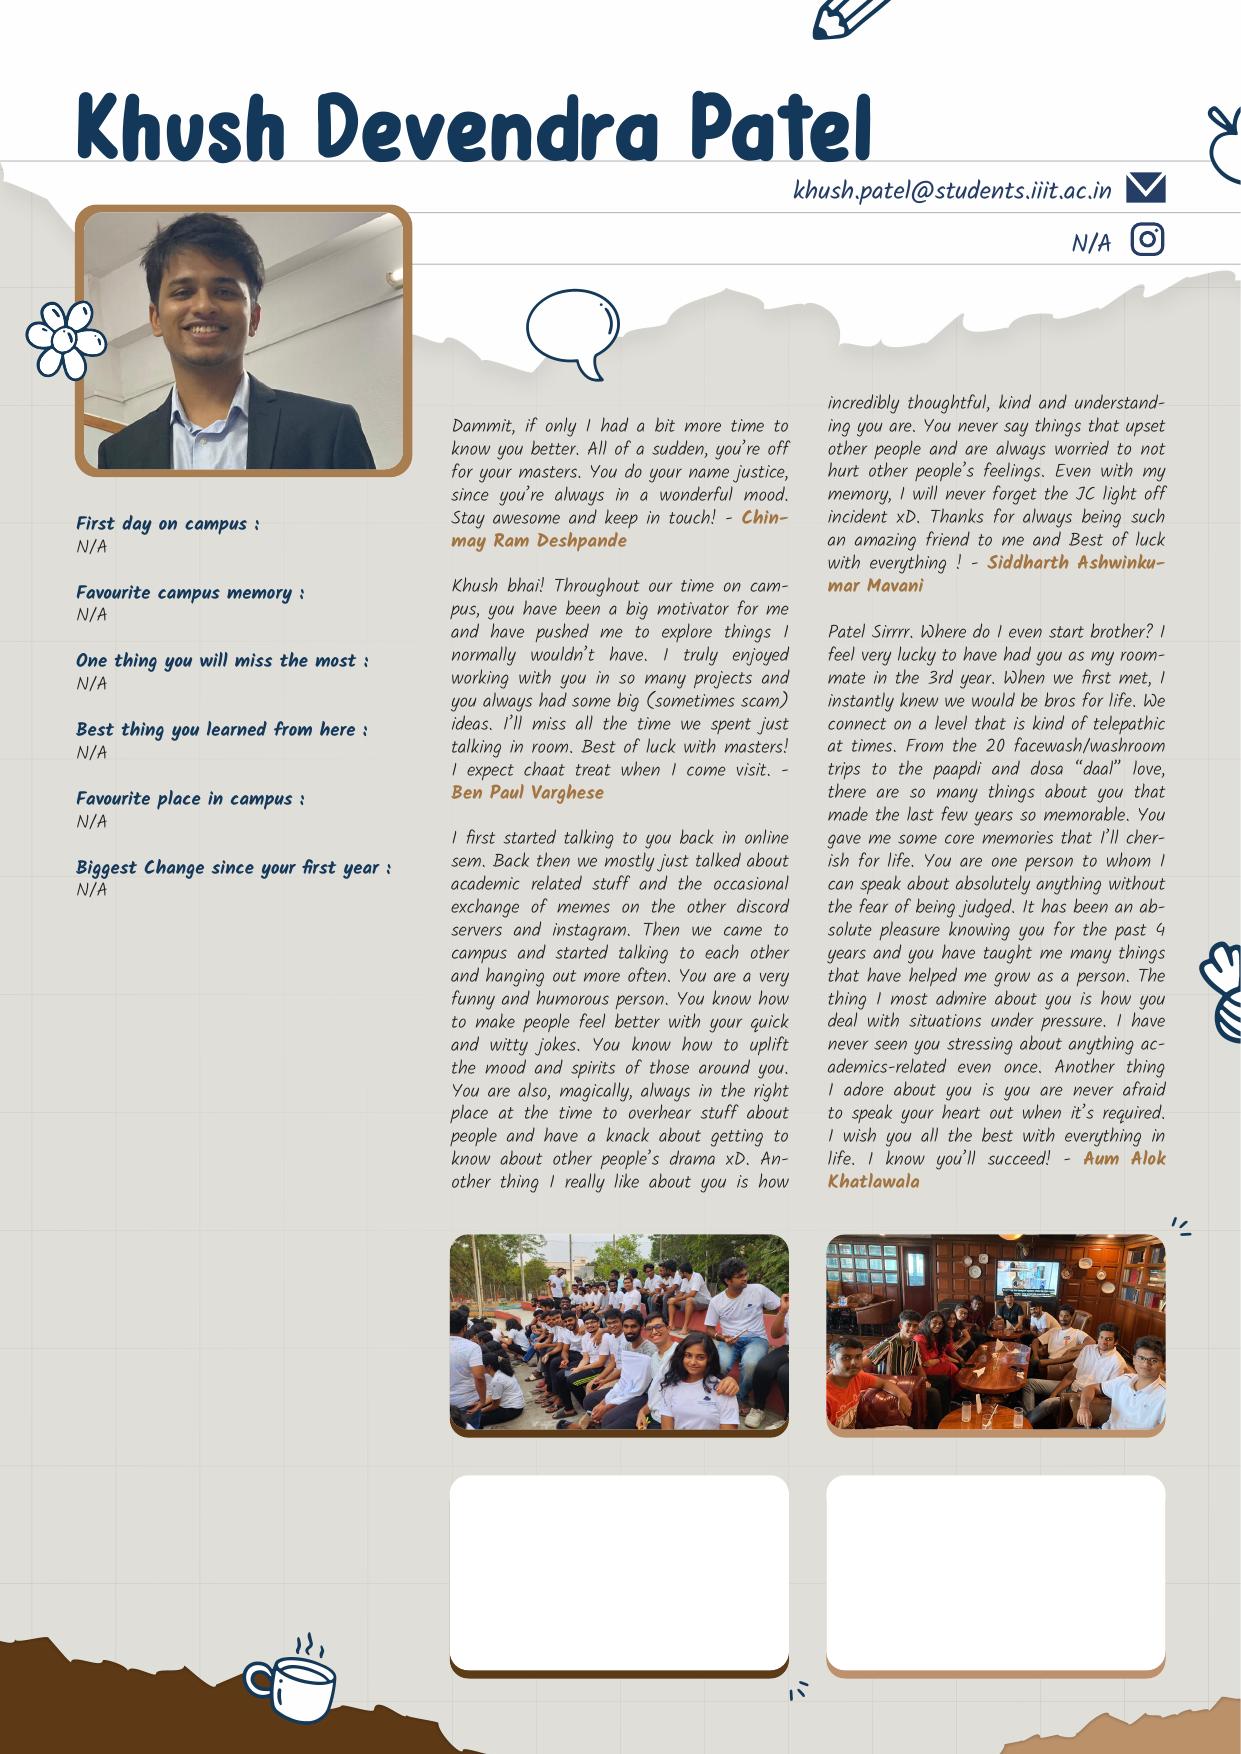 Khush Devendra Patel
khush.patel@students.iiit.ac.in
N/A
First day on campus :
N/A
Favourite campus memory :
N/A
One thing you will miss the most :
N/A
Best thing you learned from here :
N/A
Favourite place in campus :
N/A
Biggest Change since your first year :
N/A
Dammit, if only I had a bit more time to
know you better. All of a sudden, you're off
for your masters. You do your name justice,
since you're always in a wonderful mood.
Stay awesome and keep in touch! - Chin-
may Ram Deshpande
Khush bhai! Throughout our time on cam-
pus, you have been a big motivator for me
and have pushed me to explore things I
normally wouldn't have. I truly enjoyed
working with you in so many projects and
you always had some big (sometimes scam)
ideas. I'll miss all the time we spent just
talking in room. Best of luck with masters!
I expect chaat treat when I come visit. -
Ben Paul Varghese
I first started talking to you back in online
sem. Back then we mostly just talked about
academic related stuff and the occasional
exchange of memes on the other discord
servers and instagram. Then we came to
campus and started talking to each other
and hanging out more often. You are a very
funny and humorous person. You know how
to make people feel better with your quick
and witty jokes. You know how to uplift
the mood and spirits of those around you.
You are also, magically, always in the right
place at the time to overhear stuff about
people and have a knack about getting to
know about other people's drama xD. An-
other thing I really like about you is how
incredibly thoughtful, kind and understand-
ing you are. You never say things that upset
other people and are always worried to not
hurt other people's feelings. Even with my
memory, I will never forget the JC light off
incident xD. Thanks for always being such
an amazing friend to me and Best of luck
with everything ! - Siddharth Ashwinku-
mar Mavani
Patel Sirrrr. Where do I even start brother? I
feel very lucky to have had you as my room-
mate in the 3rd year. When we first met, I
instantly knew we would be bros for life. We
connect on a level that is kind of telepathic
at times. From the 20 facewash/washroom
trips to the paapdi and dosa “daal” love,
there are so many things about you that
made the last few years so memorable. You
gave me some core memories that I'll cher-
ish for life. You are one person to whom I
can speak about absolutely anything without
the fear of being judged. It has been an ab-
solute pleasure knowing you for the past 4
years and you have taught me many things
that have helped me grow as a person. The
thing I most admire about you is how you
deal with situations under pressure. I have
never seen you stressing about anything ac-
ademics-related even once. Another thing
I adore about you is you are never afraid
to speak your heart out when it's required.
I wish you all the best with everything in
life. I know you'll succeed! - Aum Alok
Khatlawala